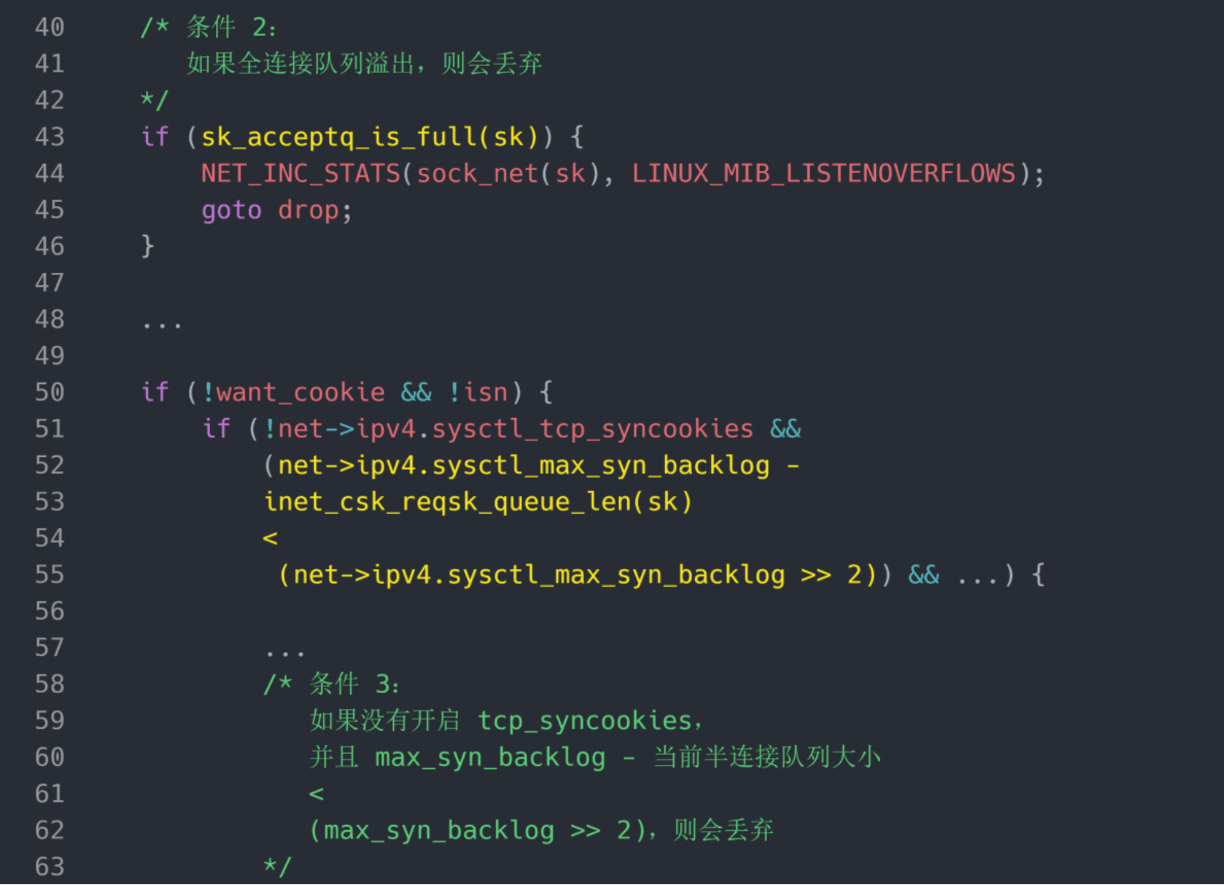 40 /* 条件 2:
41 如果全连接队列溢出，则会丢弃
42 */
43 if (sk_acceptq_is_full(sk)) {
44 NET_INC_STATS(sock_net(sk), LINUX_MIB_LISTENOVERFLOWS);
45 goto drop;
46 }
47
48 ...
49
50 if (!want_cookie && !isn) {
51 if (!net->ipv4.sysctl_tcp_syncookies &&
52 (net->ipv4.sysctl_max_syn_backlog -
53 inet_csk_reqsk_queue_len(sk)
54 <
55 (net->ipv4.sysctl_max_syn_backlog >> 2)) && ...) {
56
57 ...
58 /* 条件 3:
59 如果没有开启 tcp_syncookies，
60 并且 max_syn_backlog - 当前半连接队列大小
61 <
62 (max_syn_backlog >> 2)，则会丢弃
63 */